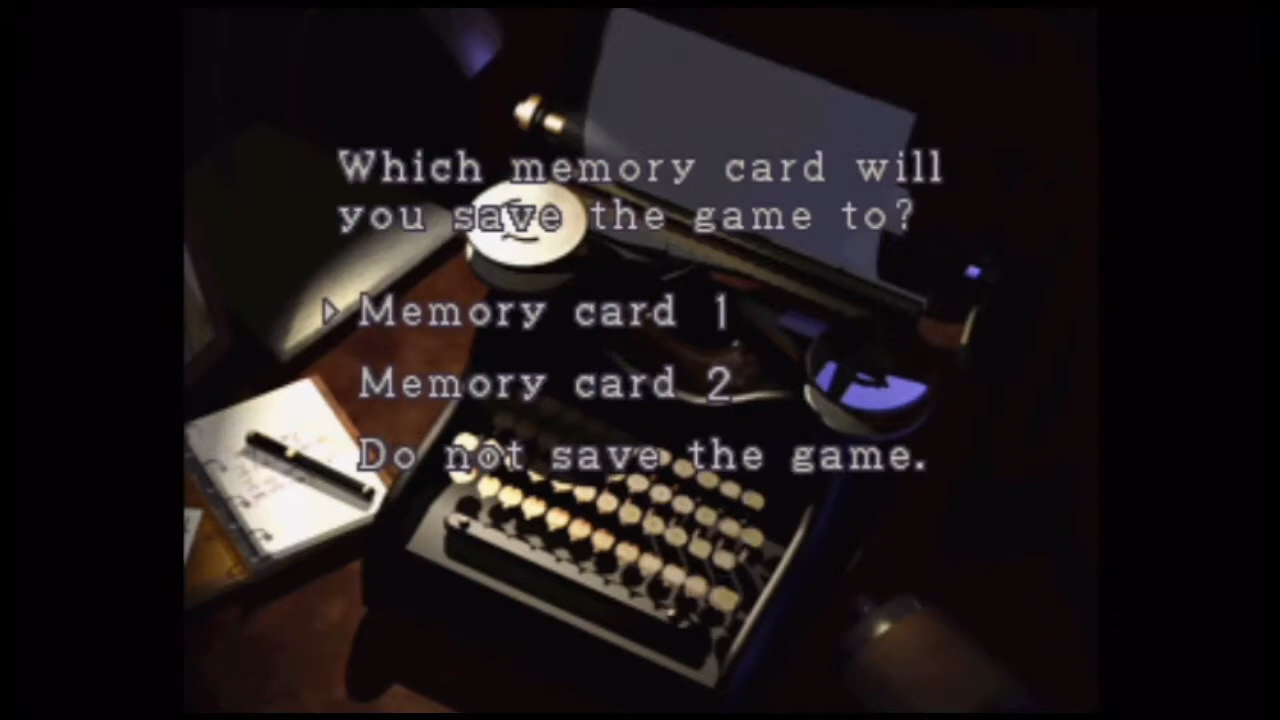 Which memory card will
you save the game to?
Memory card 1
Memory card 2
Do not save the game.